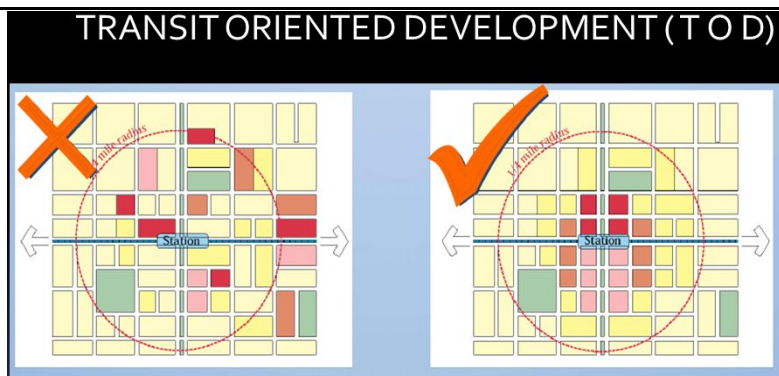 TRANSIT ORIENTED DEVELOPMENT ( T O D)
1/4 mile radius
Station
1/4 mile radius
Station